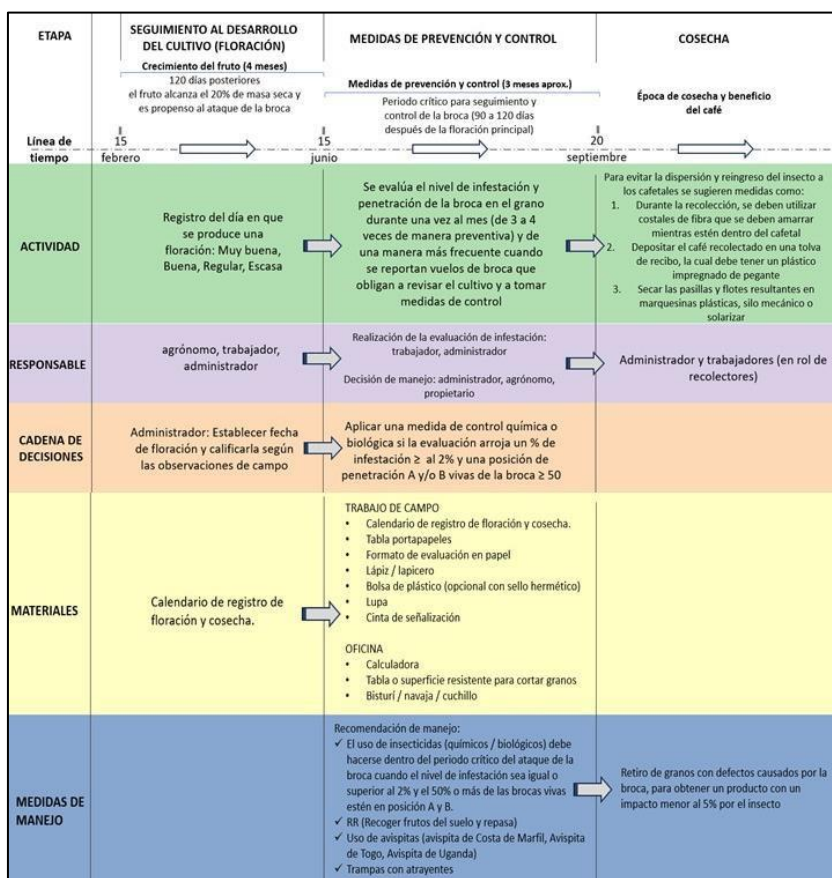 ETAPA
SEGUIMIENTO AL DESARROLLO
DEL CULTIVO (FLORACIÓN)
MEDIDAS DE PREVENCIÓN Y CONTROL
COSECHA
Crecimiento del fruto (4 meses)
120 días posteriores
el fruto alcanza el 20% de masa seca y
es propenso al ataque de la broca
Medidas de prevención y control (3 meses aprox.)
Periodo crítico para seguimiento y
control de la broca (90 a 120 días
después de la floración principal)
Época de cosecha y beneficio
del café
Línea de
tiempo
15
febrero
15
junio
20
septiembre
ACTIVIDAD
Registro del día en que
se produce una
floración: Muy buena,
Buena, Regular, Escasa
Se evalúa el nivel de infestación y
penetración de la broca en el grano
durante una vez al mes (de 3 a 4
veces de manera preventiva) y de
una manera más frecuente cuando
se reportan vuelos de broca que
obligan a revisar el cultivo y a tomar
medidas de control
Para evitar la dispersión y reingreso del insecto a
los cafetales se sugieren medidas como:
1. Durante la recolección, se deben utilizar
costales de fibra que se deben amarrar
mientras estén dentro del cafetal
2. Depositar el café recolectado en una tolva
de recibo, la cual debe tener un plástico
impregnado de pegante
3. Secar las pasillas y flotes resultantes en
marquesinas plásticas, silo mecánico o
solarizar
RESPONSABLE
agrónomo, trabajador,
administrador
Realización de la evaluación de infestación:
trabajador, administrador
Decisión de manejo: administrador, agrónomo,
propietario
Administrador y trabajadores (en rol de
recolectores)
CADENA DE
DECISIONES
Administrador: Establecer fecha
de floración y calificarla según
las observaciones de campo
Aplicar una medida de control química o
biológica si la evaluación arroja un % de
infestación ≥ al 2% y una posición de
penetración A y/o B vivas de la broca ≥ 50
MATERIALES
Calendario de registro de
floración y cosecha.
TRABAJO DE CAMPO
• Calendario de registro de floración y cosecha.
• Tabla portapapeles
• Formato de evaluación en papel
• Lápiz / lapicero
• Bolsa de plástico (opcional con sello hermético)
• Lupa
• Cinta de señalización
OFICINA
• Calculadora
• Tabla o superficie resistente para cortar granos
• Bisturí / navaja / cuchillo
MEDIDAS DE
MANEJO
Recomendación de manejo:
✓ El uso de insecticidas (químicos / biológicos) debe
hacerse dentro del periodo crítico del ataque de la
broca cuando el nivel de infestación sea igual o
superior al 2% y el 50% o más de las brocas vivas
estén en posición A y B.
✓ RR (Recoger frutos del suelo y repasa)
✓ Uso de avispitas (avispita de Costa de Marfil, Avispita
de Togo, Avispita de Uganda)
✓ Trampas con atrayentes
Retiro de granos con defectos causados por la
broca, para obtener un producto con un
impacto menor al 5% por el insecto